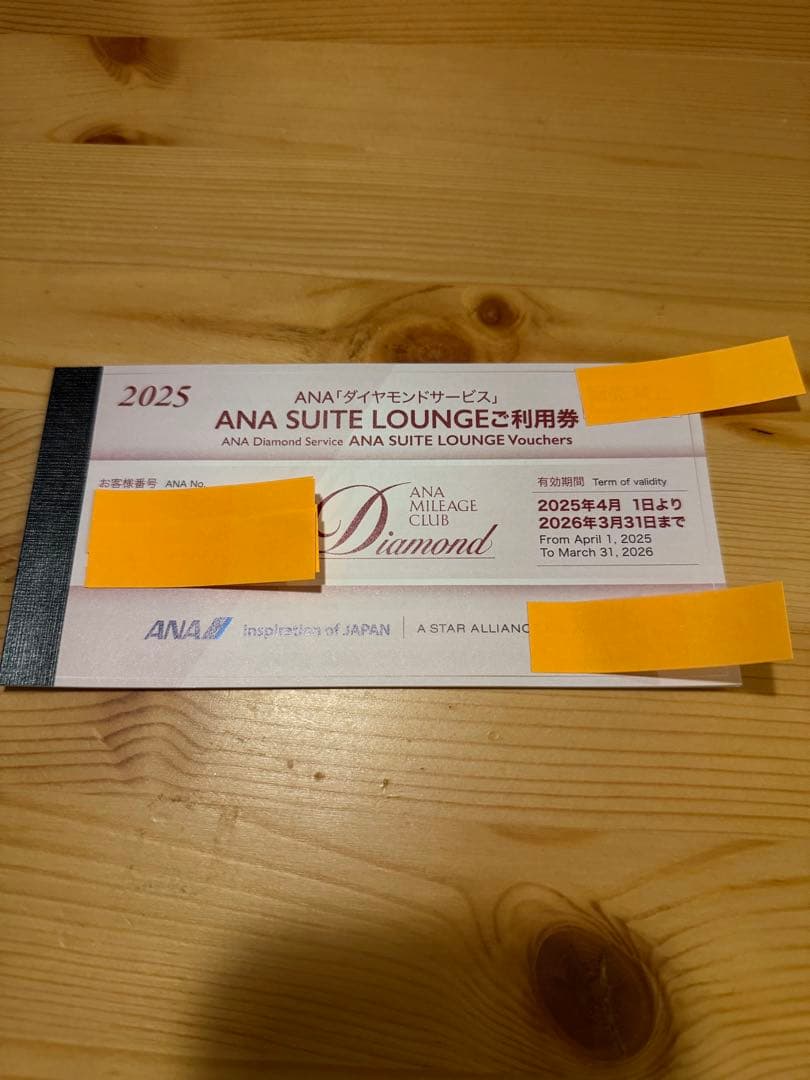 2025
ANA「ダイヤモンドサービス」
ANA SUITE LOUNGEご利用券
ANA Diamond Service ANA SUITE LOUNGE Vouchers
お客様番号 ANA No.
ANA
MILEAGE
CLUB
Diamond
有効期間 Term of validity
2025年4月 1日より
2026年3月31日まで
From April 1, 2025
To March 31, 2026
ANA Inspiration of JAPAN | A STAR ALLIANC